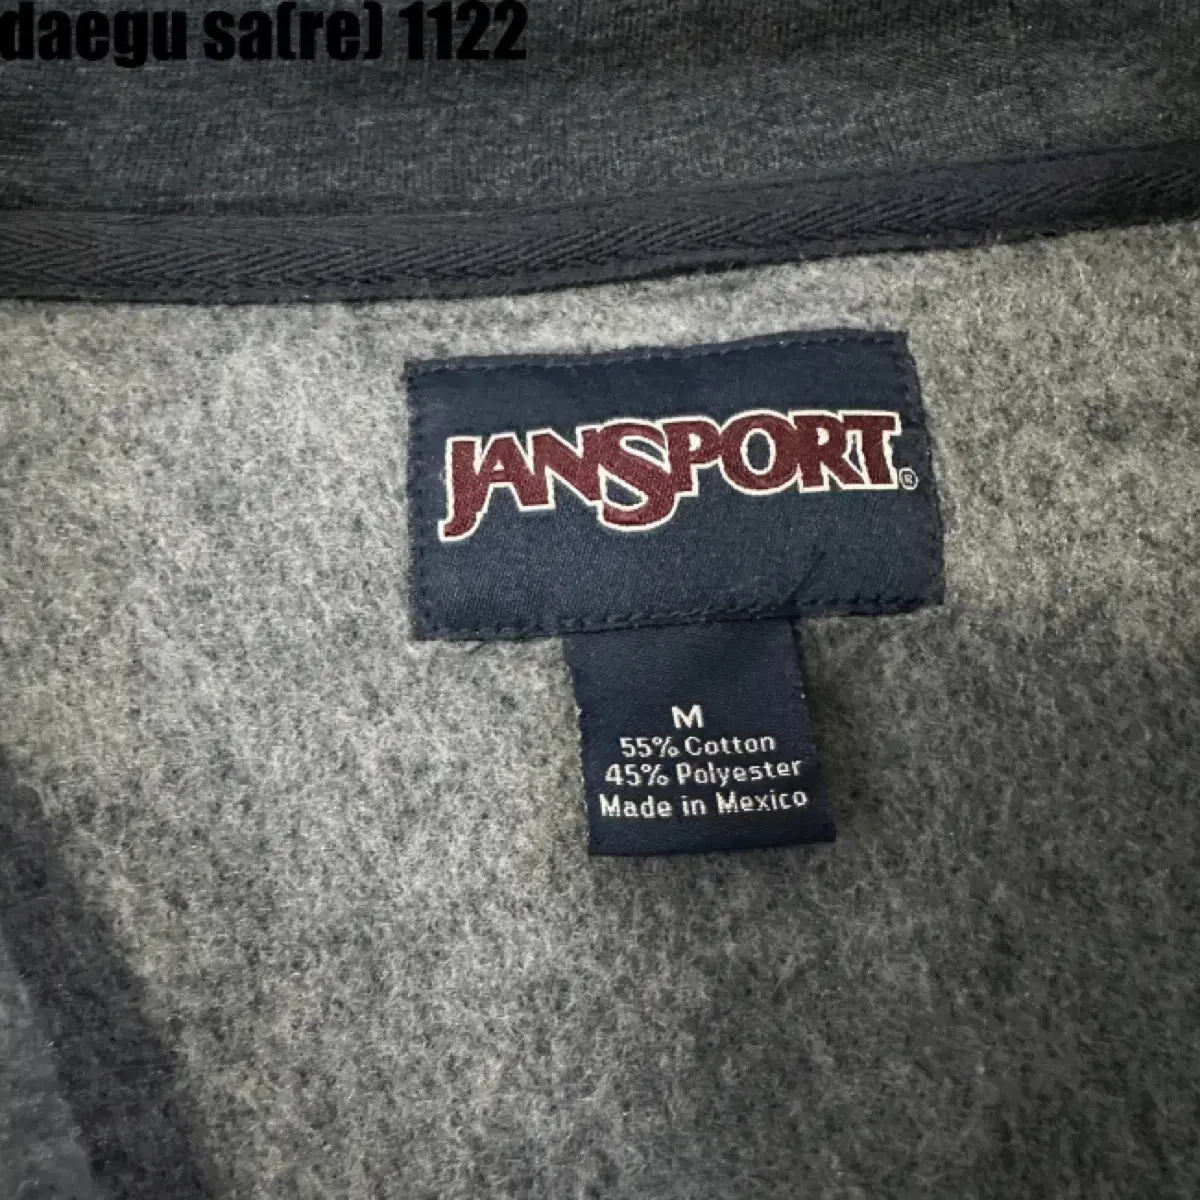 daegu sa(re) 1122
JANSPORT®
M
55% Cotton
45% Polyester
Made in Mexico